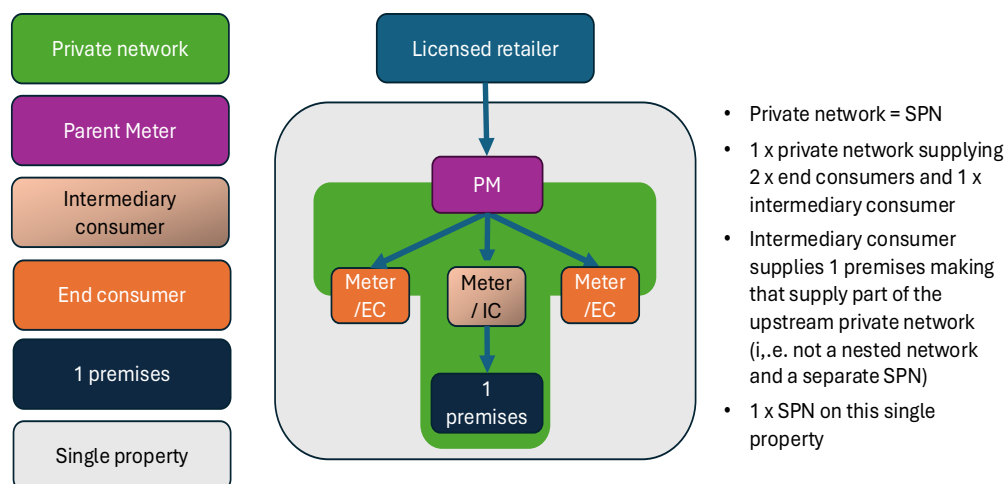 Private network
Parent Meter
Intermediary
consumer
End consumer
1 premises
Single property
Licensed retailer
PM
Meter
/EC
Meter
/ IC
Meter
/EC
1
premises
• Private network = SPN
• 1 x private network supplying
2 x end consumers and 1 x
intermediary consumer
• Intermediary consumer
supplies 1 premises making
that supply part of the
upstream private network
(i,.e. not a nested network
and a separate SPN)
• 1 x SPN on this single
property